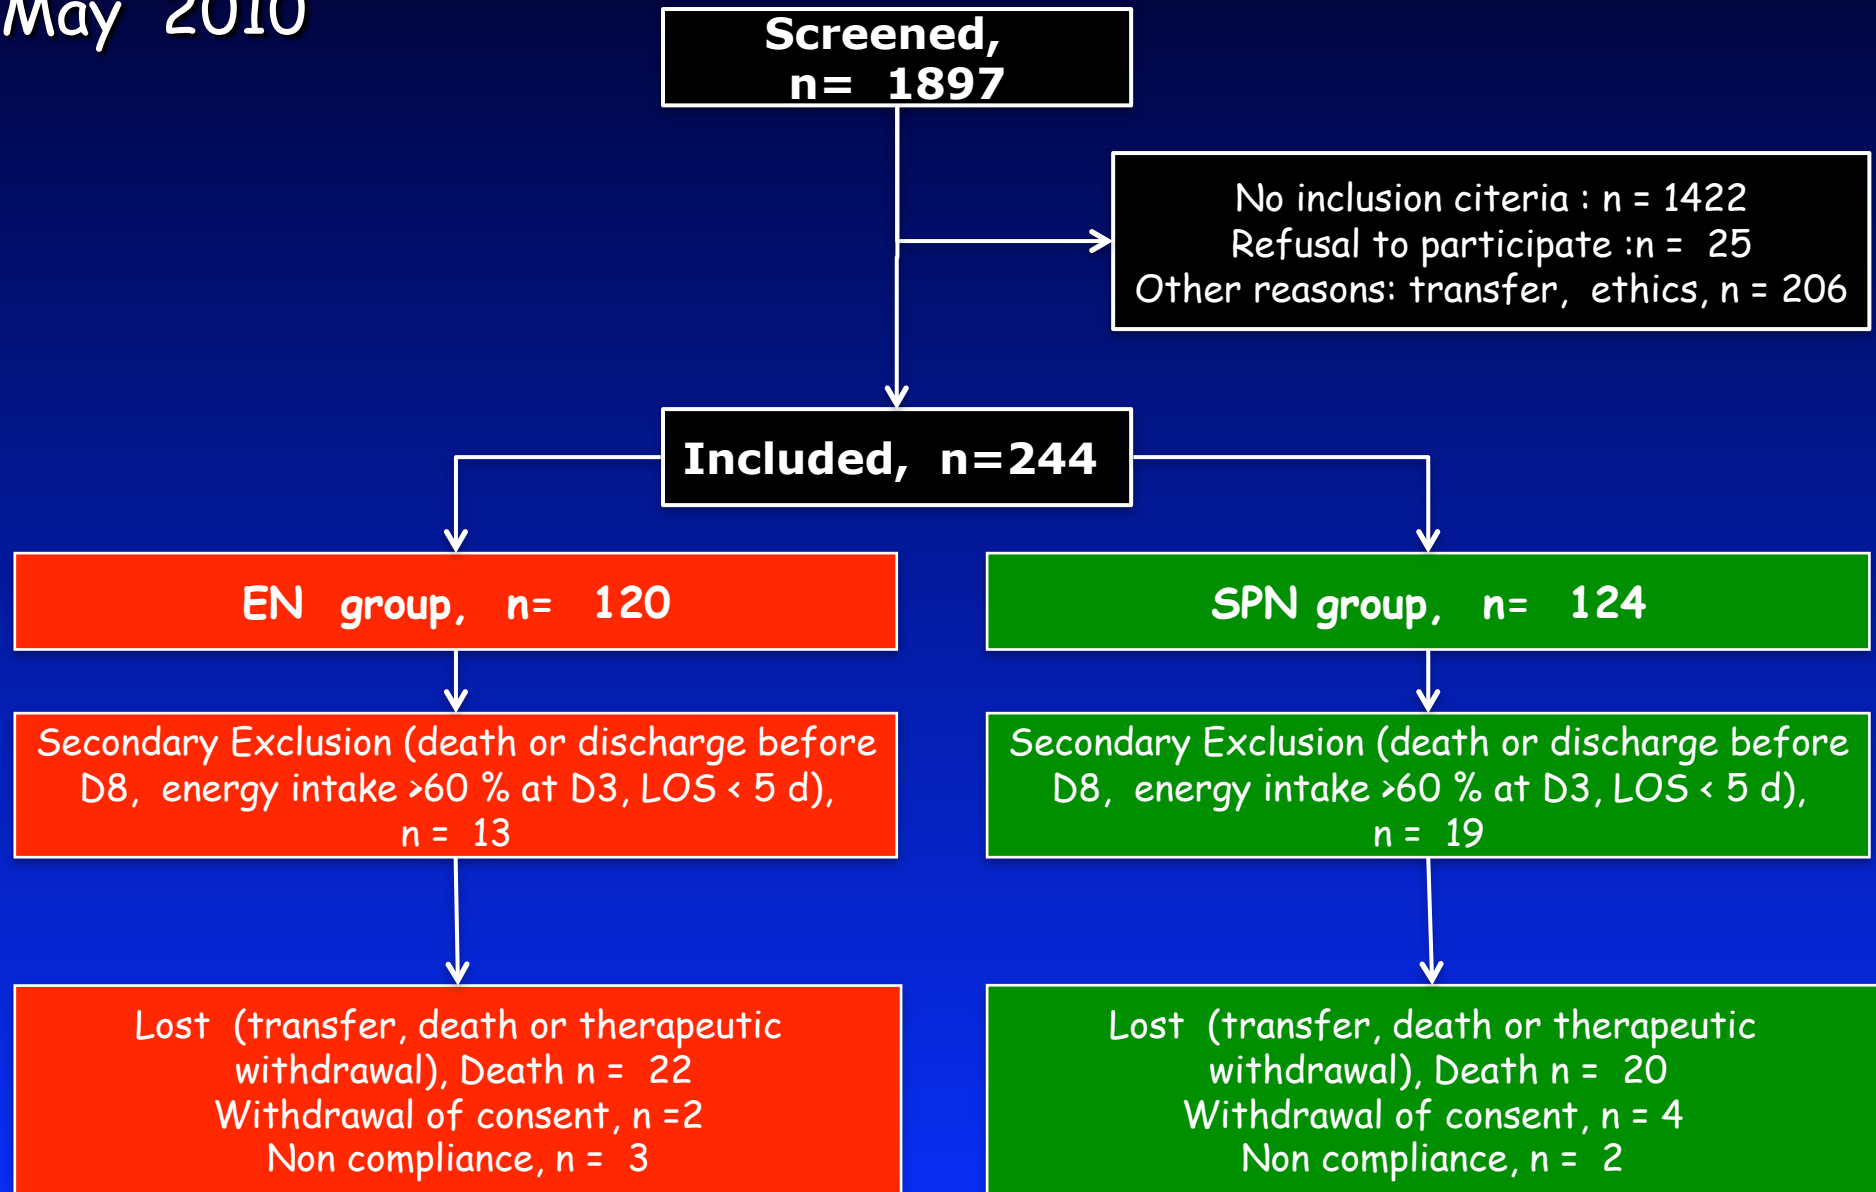 May 2010
Screened,
n= 1897
No inclusion citeria : n = 1422
Refusal to participate :n = 25
Other reasons: transfer, ethics, n = 206
Included, n=244
EN group, n= 120
SPN group, n= 124
Secondary Exclusion (death or discharge before
D8, energy intake >60 % at D3, LOS < 5 d),
n = 13
Secondary Exclusion (death or discharge before
D8, energy intake >60 % at D3, LOS < 5 d),
n = 19
Lost (transfer, death or therapeutic
withdrawal), Death n = 22
Withdrawal of consent, n =2
Non compliance, n = 3
Lost (transfer, death or therapeutic
withdrawal), Death n = 20
Withdrawal of consent, n = 4
Non compliance, n = 2